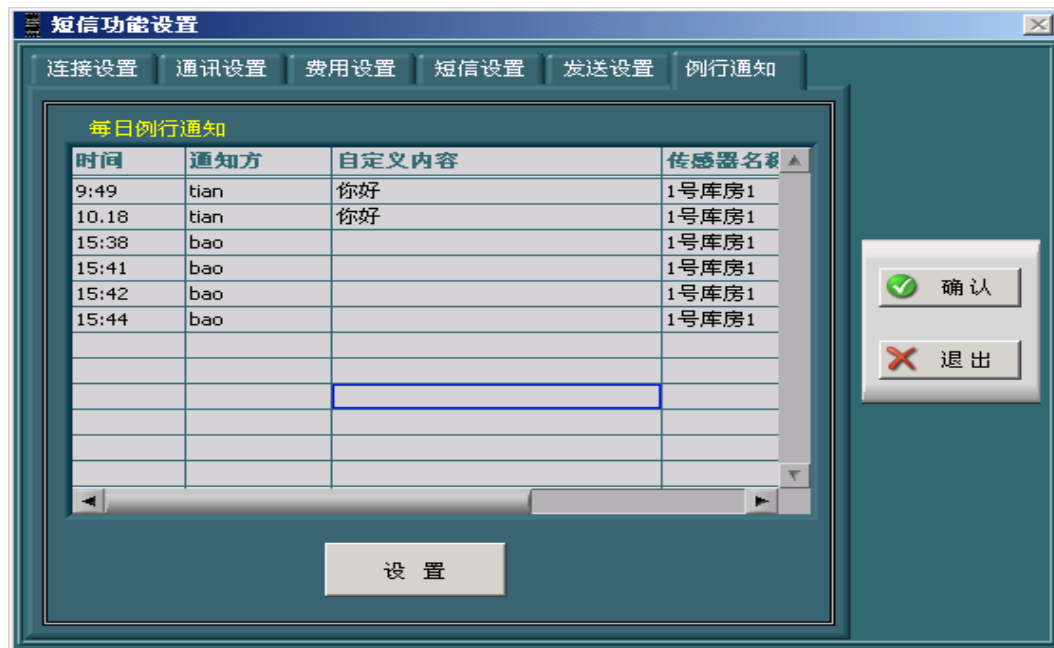 短信功能设置
连接设置 通讯设置 费用设置 短信设置 发送设置 例行通知
每日例行通知
时间 通知方 自定义内容 传感器名称
9:49 tian 你好 1号库房1
10.18 tian 你好 1号库房1
15:38 bao 1号库房1
15:41 bao 1号库房1
15:42 bao 1号库房1
15:44 bao 1号库房1
确认
退出
设置